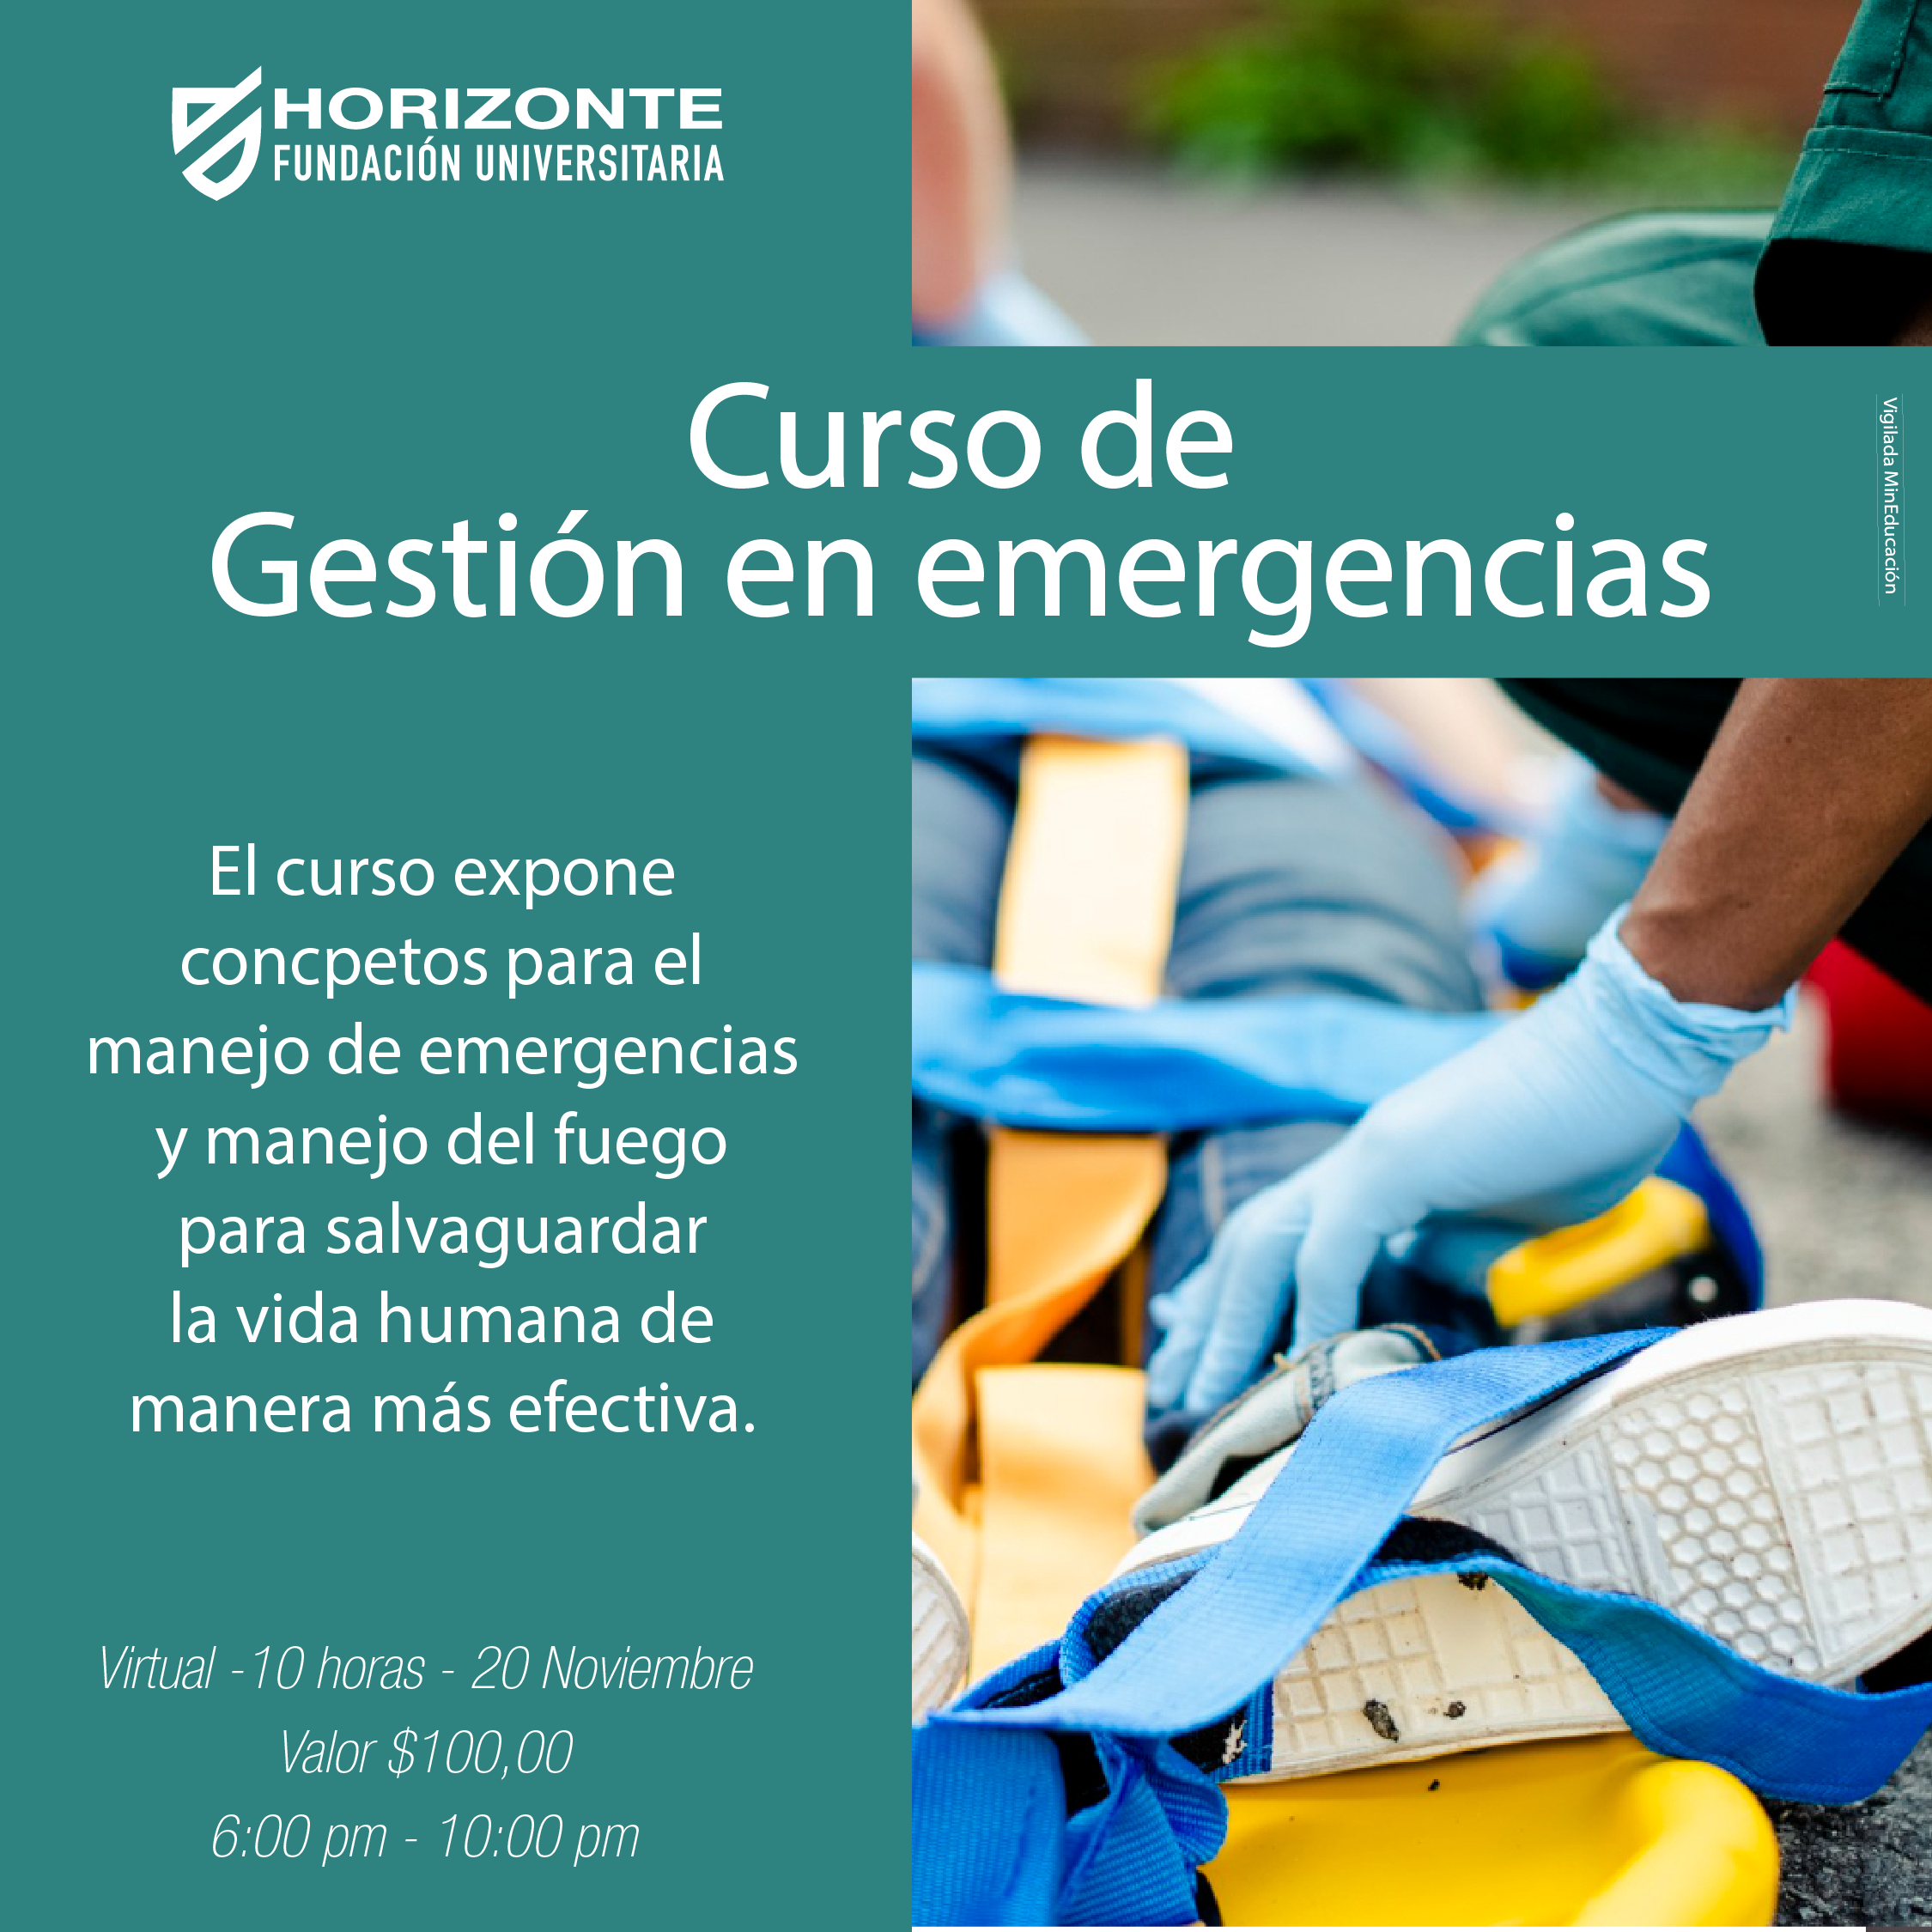 HORIZONTE
FUNDACIÓN UNIVERSITARIA
Curso de
Gestión en emergencias
Vigilada MinEducación
El curso expone
concpetos para el
manejo de emergencias
y manejo del fuego
para salvaguardar
la vida humana de
manera más efectiva.
Virtual -10 horas - 20 Noviembre
Valor $100,00
6:00 pm - 10:00 pm